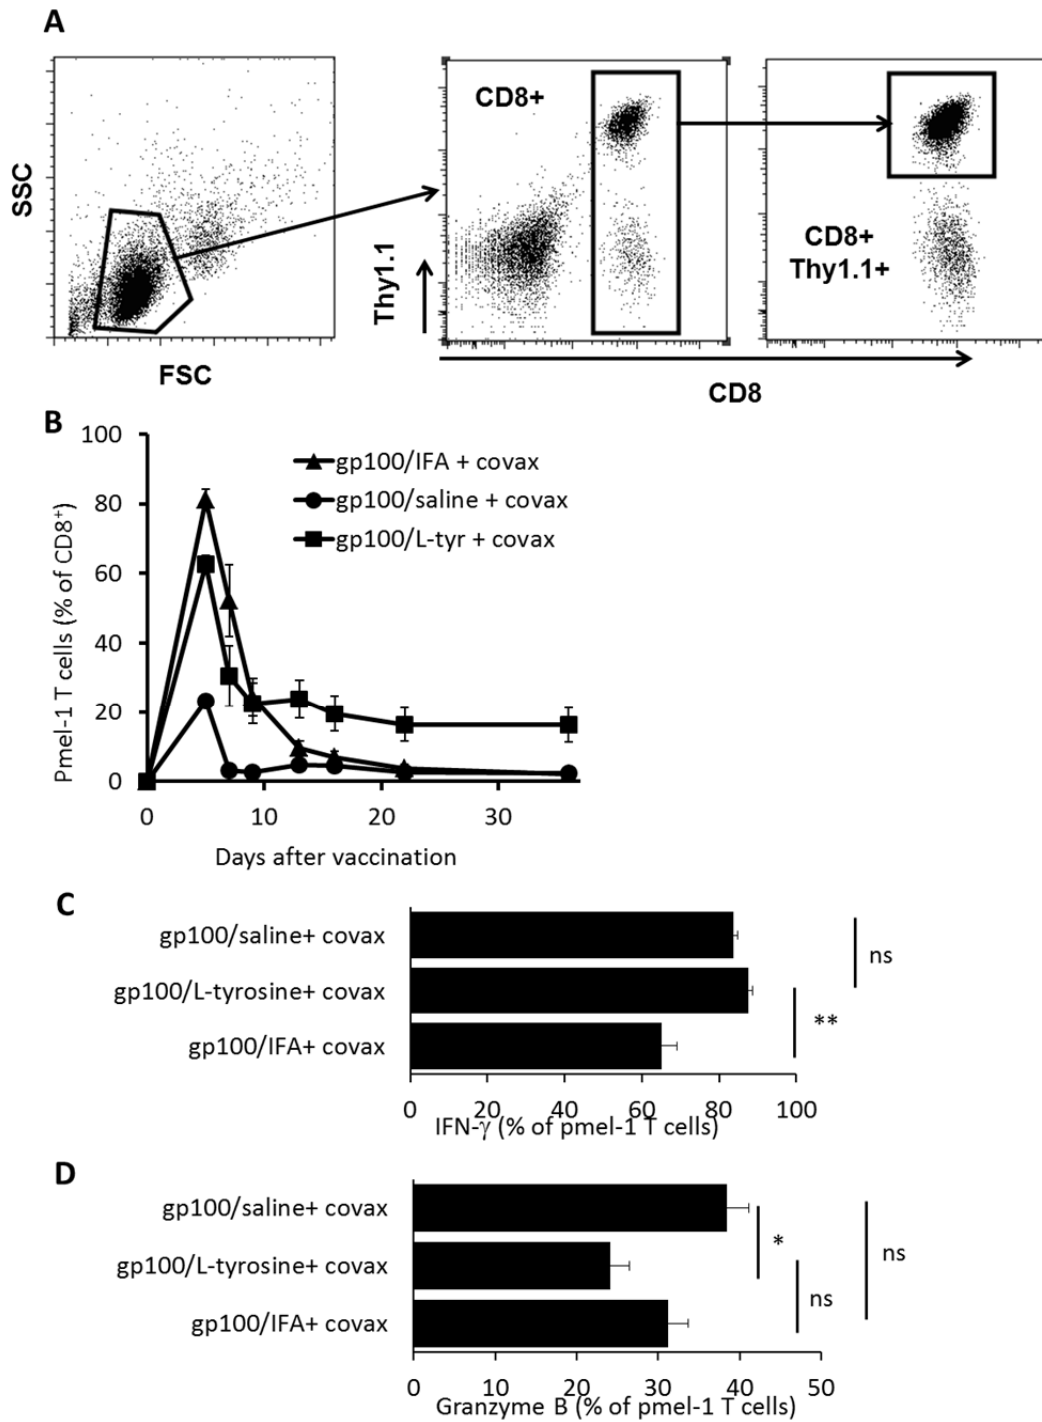 A
SSC
FSC
CD8+
Thy1.1
CD8+
Thy1.1+
CD8
B
Pmel-1 T cells (% of CD8⁺)
100
80
60
40
20
0
gp100/IFA + covax
gp100/saline + covax
gp100/L-tyr + covax
0 10 20 30
Days after vaccination
C
gp100/saline+ covax
gp100/L-tyrosine+ covax
gp100/IFA+ covax
ns
**
0 20 40 60 80 100
IFN-γ (% of pmel-1 T cells)
D
gp100/saline+ covax
gp100/L-tyrosine+ covax
gp100/IFA+ covax
*
ns
ns
0 10 20 30 40 50
Granzyme B (% of pmel-1 T cells)